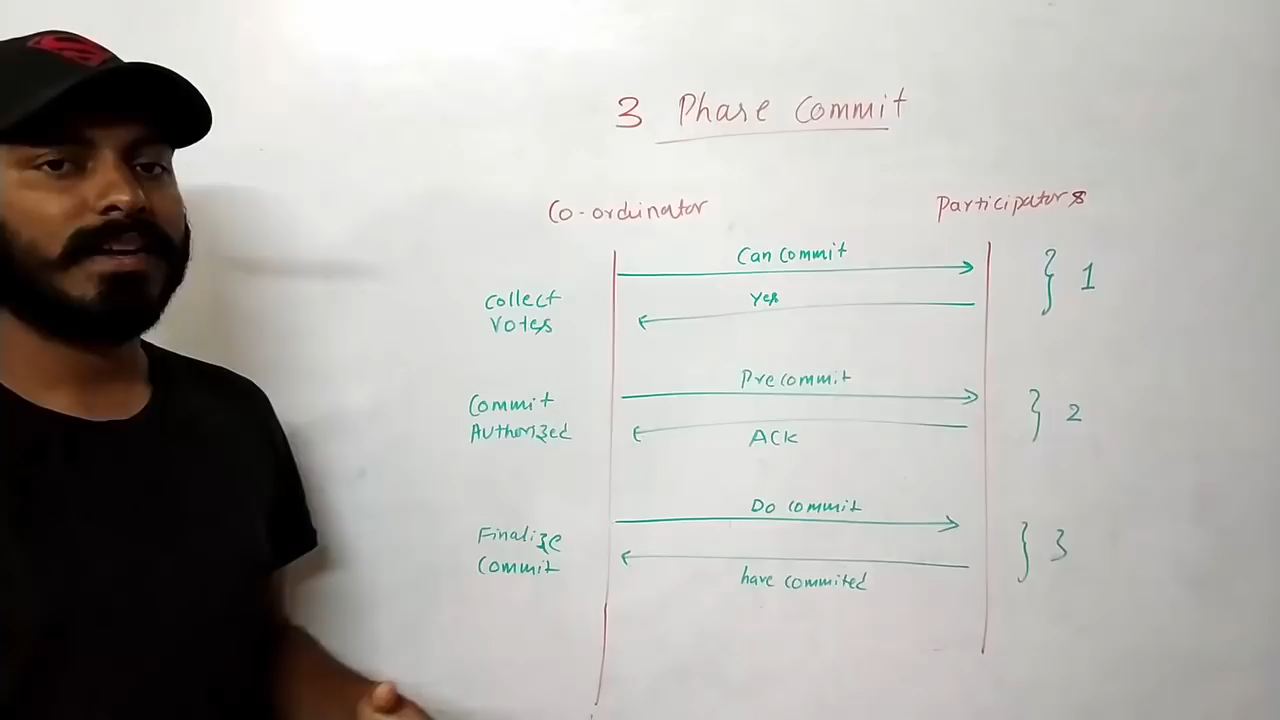 3 Phase Commit
Co-ordinator
Participators
Can Commit
Collect
Votes
Yes
1
Precommit
Commit
Authorized
ACK
2
Do commit
Finalize
Commit
have commited
3